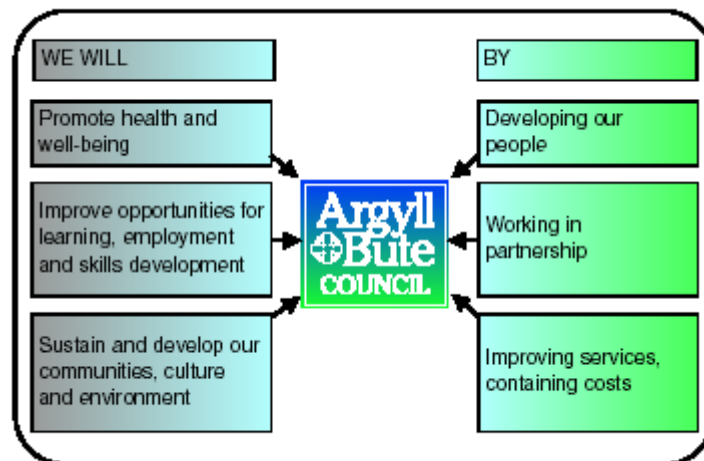 WE WILL
Promote health and
well-being
Improve opportunities for
learning, employment
and skills development
Sustain and develop our
communities, culture
and environment
Argyll
Bute
COUNCIL
BY
Developing our
people
Working in
partnership
Improving services,
containing costs